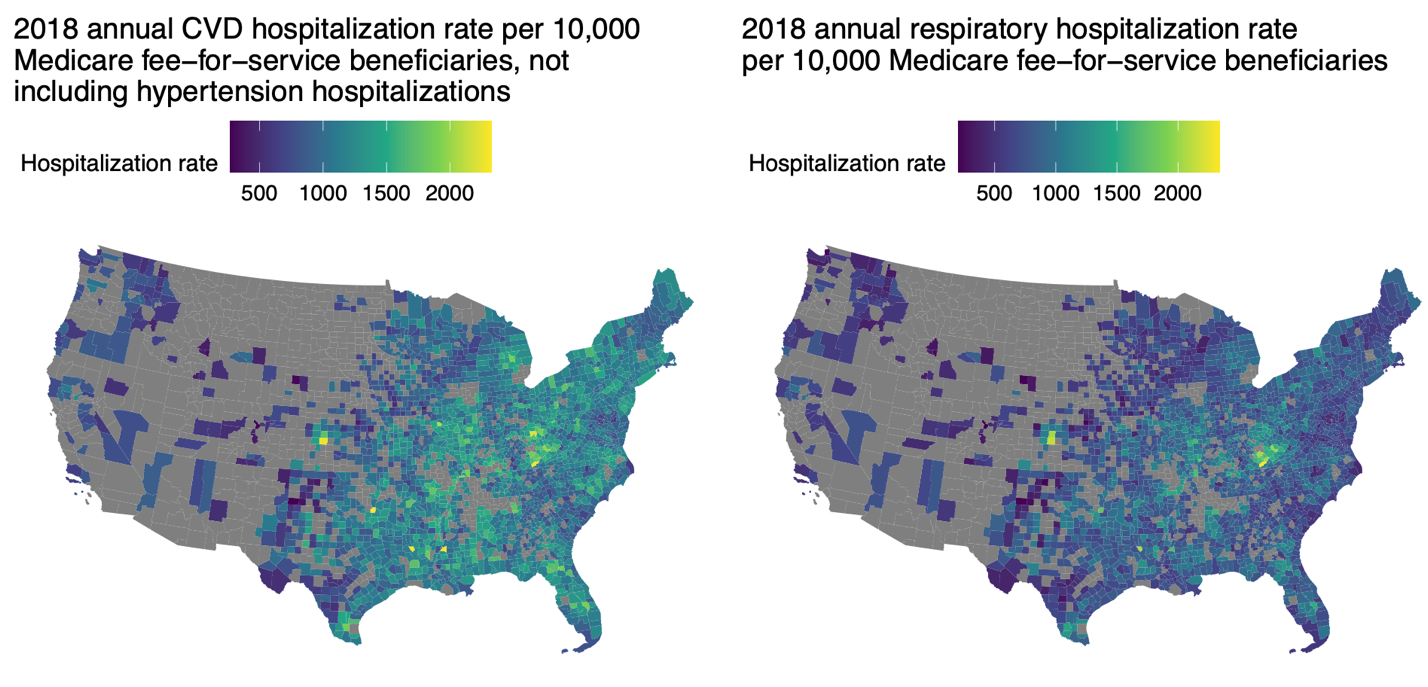 2018 annual CVD hospitalization rate per 10,000
Medicare fee−for−service beneficiaries, not
including hypertension hospitalizations
Hospitalization rate
500 1000 1500 2000
2018 annual respiratory hospitalization rate
per 10,000 Medicare fee−for−service beneficiaries
Hospitalization rate
500 1000 1500 2000